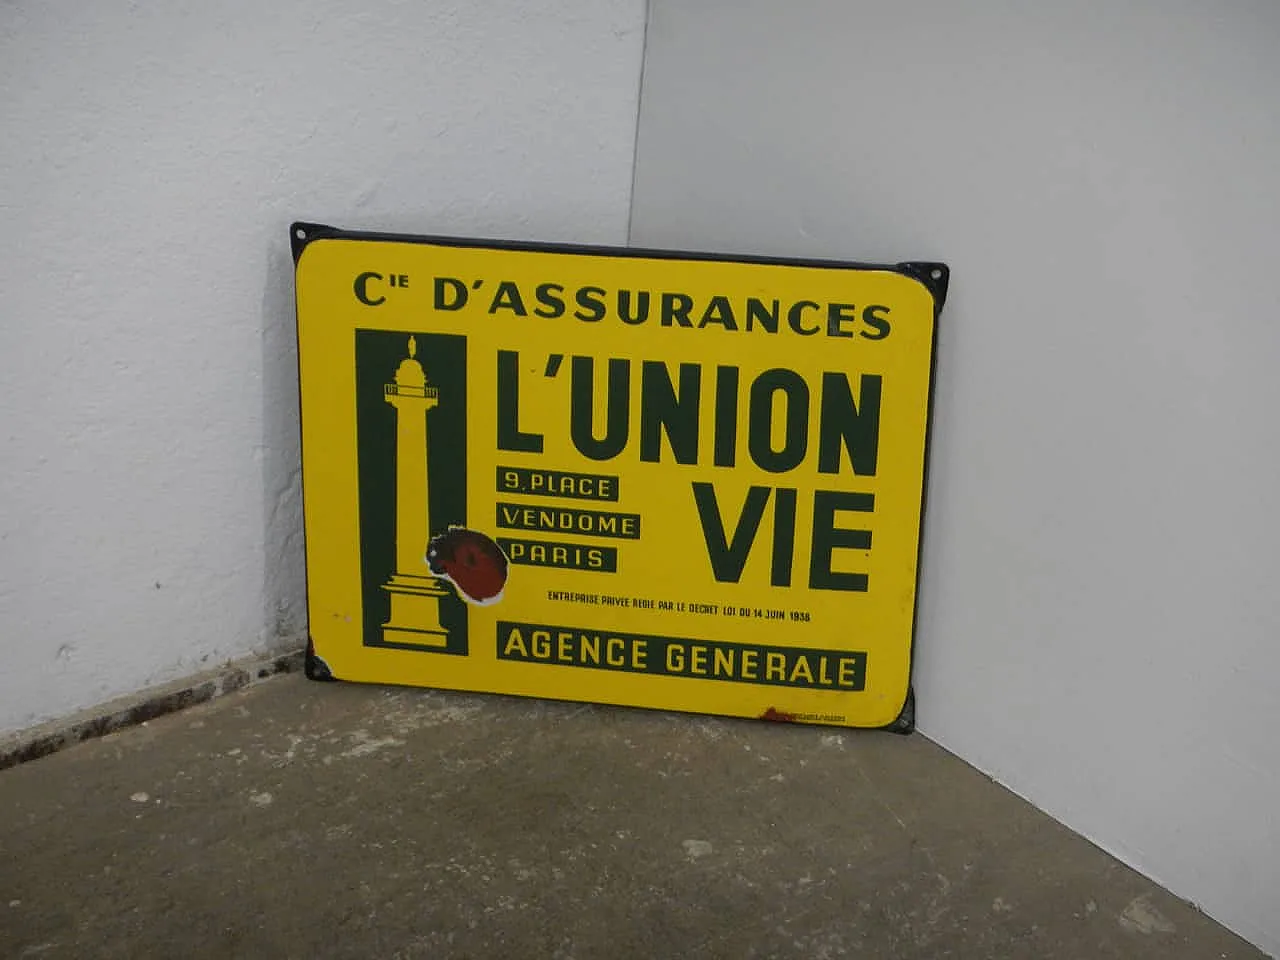 CIE D'ASSURANCES
L'UNION
VIE
9, PLACE
VENDOME
PARIS
ENTREPRISE PRIVEE REGIE PAR LE DECRET LOI DU 14 JUIN 1938
AGENCE GENERALE